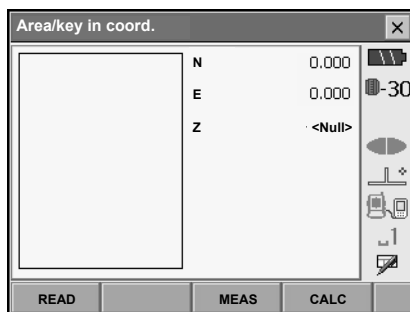 Area/key in coord.
N 0.000
E 0.000
Z <Null>
-30
1
READ MEAS CALC